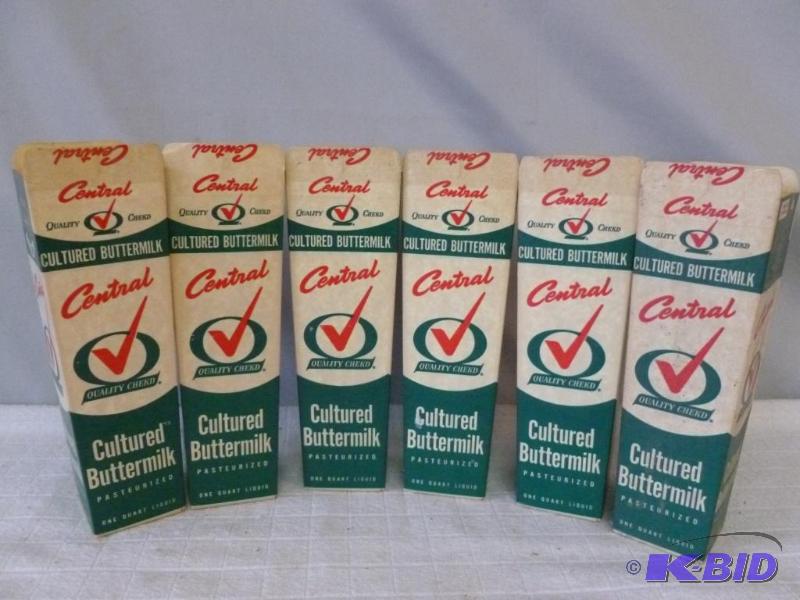 Central
Central
QUALITY CHEKD
CULTURED BUTTERMILK
Central
QUALITY CHEKD
Cultured
Buttermilk
PASTEURIZED
ONE QUART LIQUID
Central
Central
QUALITY CHEKD
CULTURED BUTTERMILK
Central
QUALITY CHEKD
Cultured
Buttermilk
PASTEURIZED
ONE QUART LIQUID
Central
Central
QUALITY CHEKD
CULTURED BUTTERMILK
Central
QUALITY CHEKD
Cultured
Buttermilk
PASTEURIZED
ONE QUART LIQUID
Central
Central
QUALITY CHEKD
CULTURED BUTTERMILK
Central
QUALITY CHEKD
Cultured
Buttermilk
PASTEURIZED
ONE QUART LIQUID
Central
Central
QUALITY CHEKD
CULTURED BUTTERMILK
Central
QUALITY CHEKD
Cultured
Buttermilk
PASTEURIZED
ONE QUART LIQUID
Central
Central
QUALITY CHEKD
CULTURED BUTTERMILK
Central
QUALITY CHEKD
Cultured
Buttermilk
PASTEURIZED
ONE QUART LIQUID
© K-BID